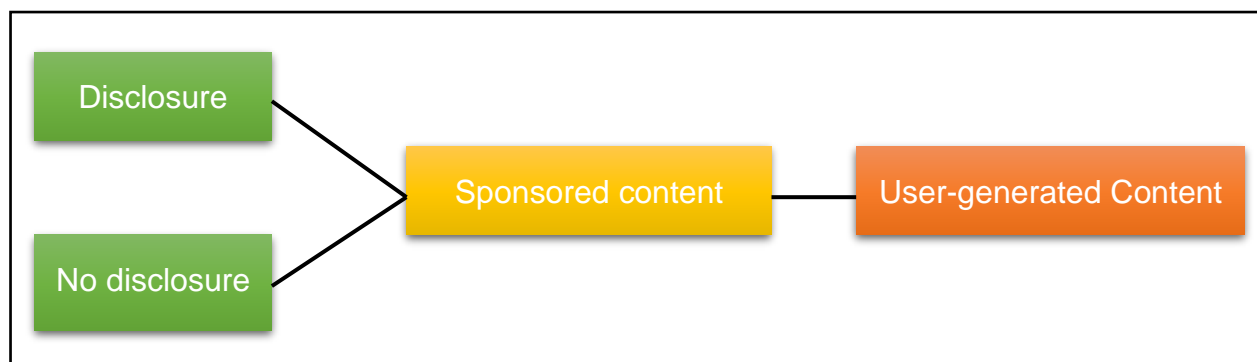 Disclosure
Sponsored content
User-generated Content
No disclosure